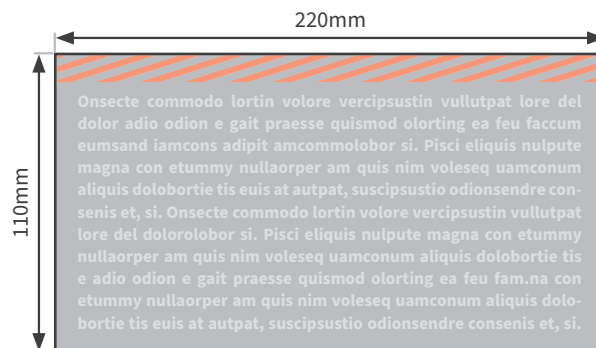 220mm
110mm
Onsecte commodo lortin volore vercipsustin vullutpat lore del
dolor adio odion e gait praesse quismod olorting ea feu faccum
eumsand iamcons adipit amcommolobor si. Pisci eliquis nulpute
magna con etummy nullaorper am quis nim voleseq uamconum
aliquis dolobortie tis euis at autpat, suscipsustio odionsendre con-
senis et, si. Onsecte commodo lortin volore vercipsustin vullutpat
lore del dolorolobor si. Pisci eliquis nulpute magna con etummy
nullaorper am quis nim voleseq uamconum aliquis dolobortie tis
e adio odion e gait praesse quismod olorting ea feu fam.na con
etummy nullaorper am quis nim voleseq uamconum aliquis dolo-
bortie tis euis at autpat, suscipsustio odionsendre consenis et, si.